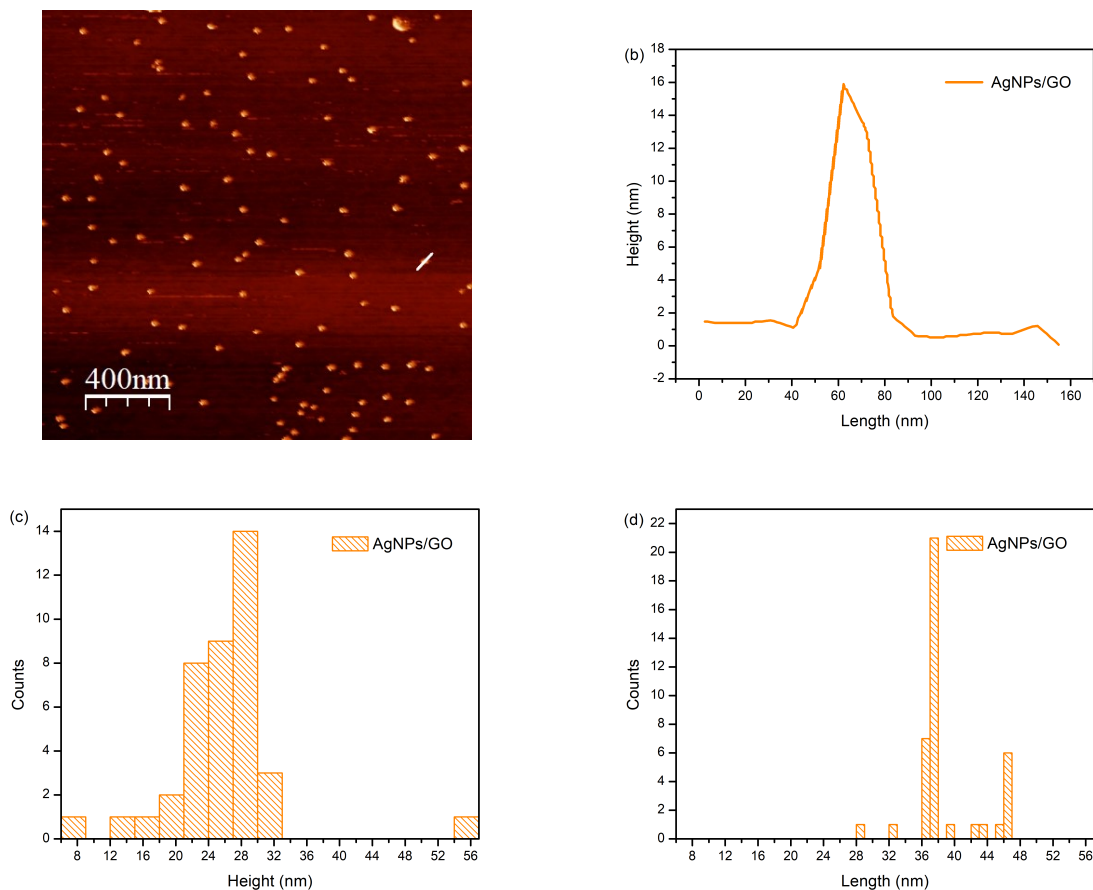 400nm
(b)
AgNPs/GO
18
16
14
12
10
8
6
4
2
0
-2
Height (nm)
0 20 40 60 80 100 120 140 160
Length (nm)
(c)
AgNPs/GO
14
12
10
8
6
4
2
0
Counts
8 12 16 20 24 28 32 36 40 44 48 52 56
Height (nm)
(d)
AgNPs/GO
22
20
18
16
14
12
10
8
6
4
2
0
Counts
8 12 16 20 24 28 32 36 40 44 48 52 56
Length (nm)